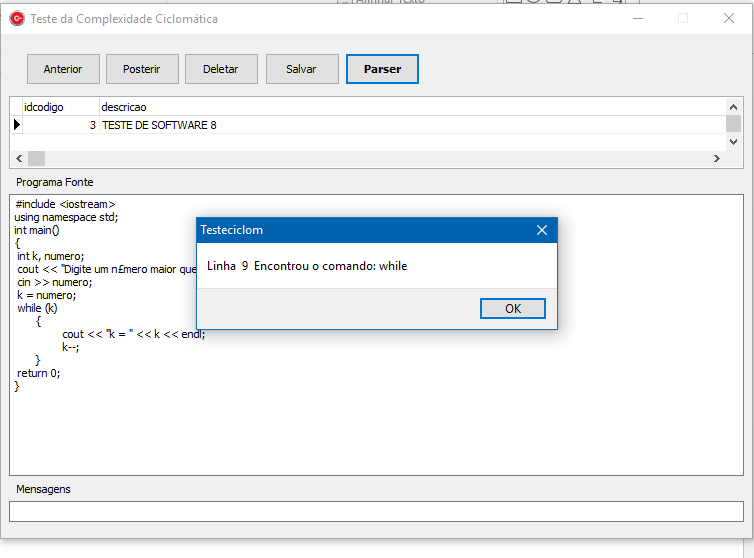 Alinhar Texto
Teste da Complexidade Ciclomática
Anterior Posterir Deletar Salvar Parser
idcodigo descricao
3 TESTE DE SOFTWARE 8
Programa Fonte
#include <iostream>
using namespace std;
int main()
{
int k, numero;
cout << "Digite um n£mero maior que
cin >> numero;
k = numero;
while (k)
{
cout << "k = " << k << endl;
k--;
}
return 0;
}
Testeciclom
Linha 9 Encontrou o comando: while
OK
Mensagens